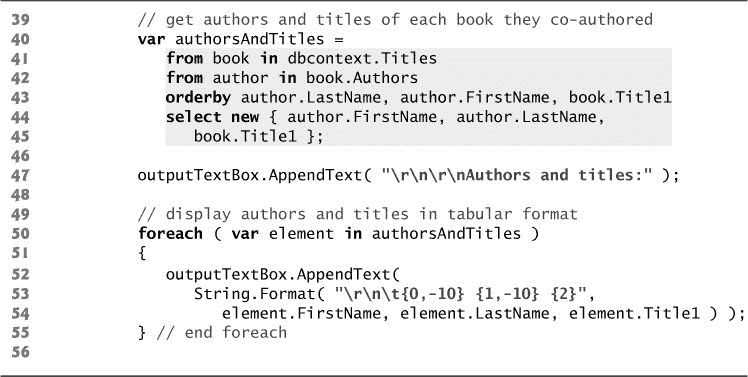 39 // get authors and titles of each book they co-authored
40 var authorsAndTitles =
41 from book in dbcontext.Titles
42 from author in book.Authors
43 orderby author.LastName, author.FirstName, book.Title1
44 select new { author.FirstName, author.LastName,
45 book.Title1 };
46
47 outputTextBox.AppendText( "\r\n\r\nAuthors and titles:" );
48
49 // display authors and titles in tabular format
50 foreach ( var element in authorsAndTitles )
51 {
52 outputTextBox.AppendText(
53 String.Format( "\r\n\t{0,-10} {1,-10} {2}",
54 element.FirstName, element.LastName, element.Title1 ) );
55 } // end foreach
56